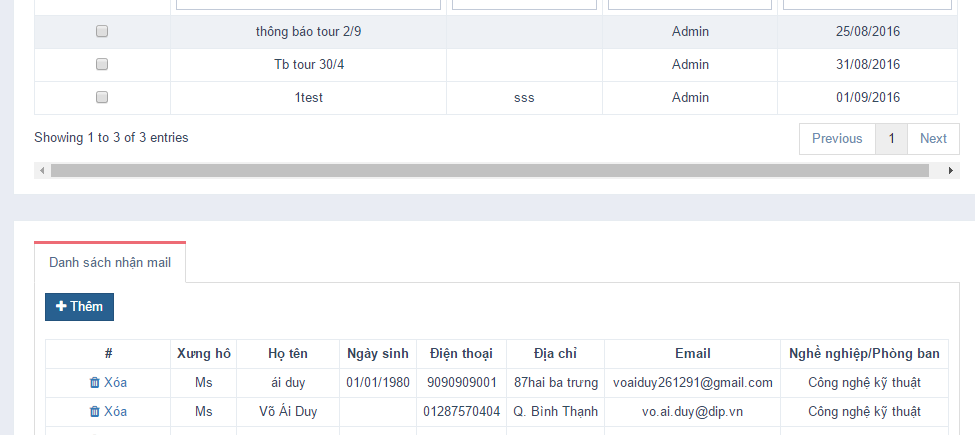 thông báo tour 2/9 Admin 25/08/2016
Tb tour 30/4 Admin 31/08/2016
1test sss Admin 01/09/2016
Showing 1 to 3 of 3 entries Previous 1 Next
Danh sách nhận mail
Thêm
# Xưng hô Họ tên Ngày sinh Điện thoại Địa chỉ Email Nghề nghiệp/Phòng ban
Xóa Ms ái duy 01/01/1980 9090909001 87hai ba trưng voaiduy261291@gmail.com Công nghệ kỹ thuật
Xóa Ms Võ Ái Duy 01287570404 Q. Bình Thạnh vo.ai.duy@dip.vn Công nghệ kỹ thuật